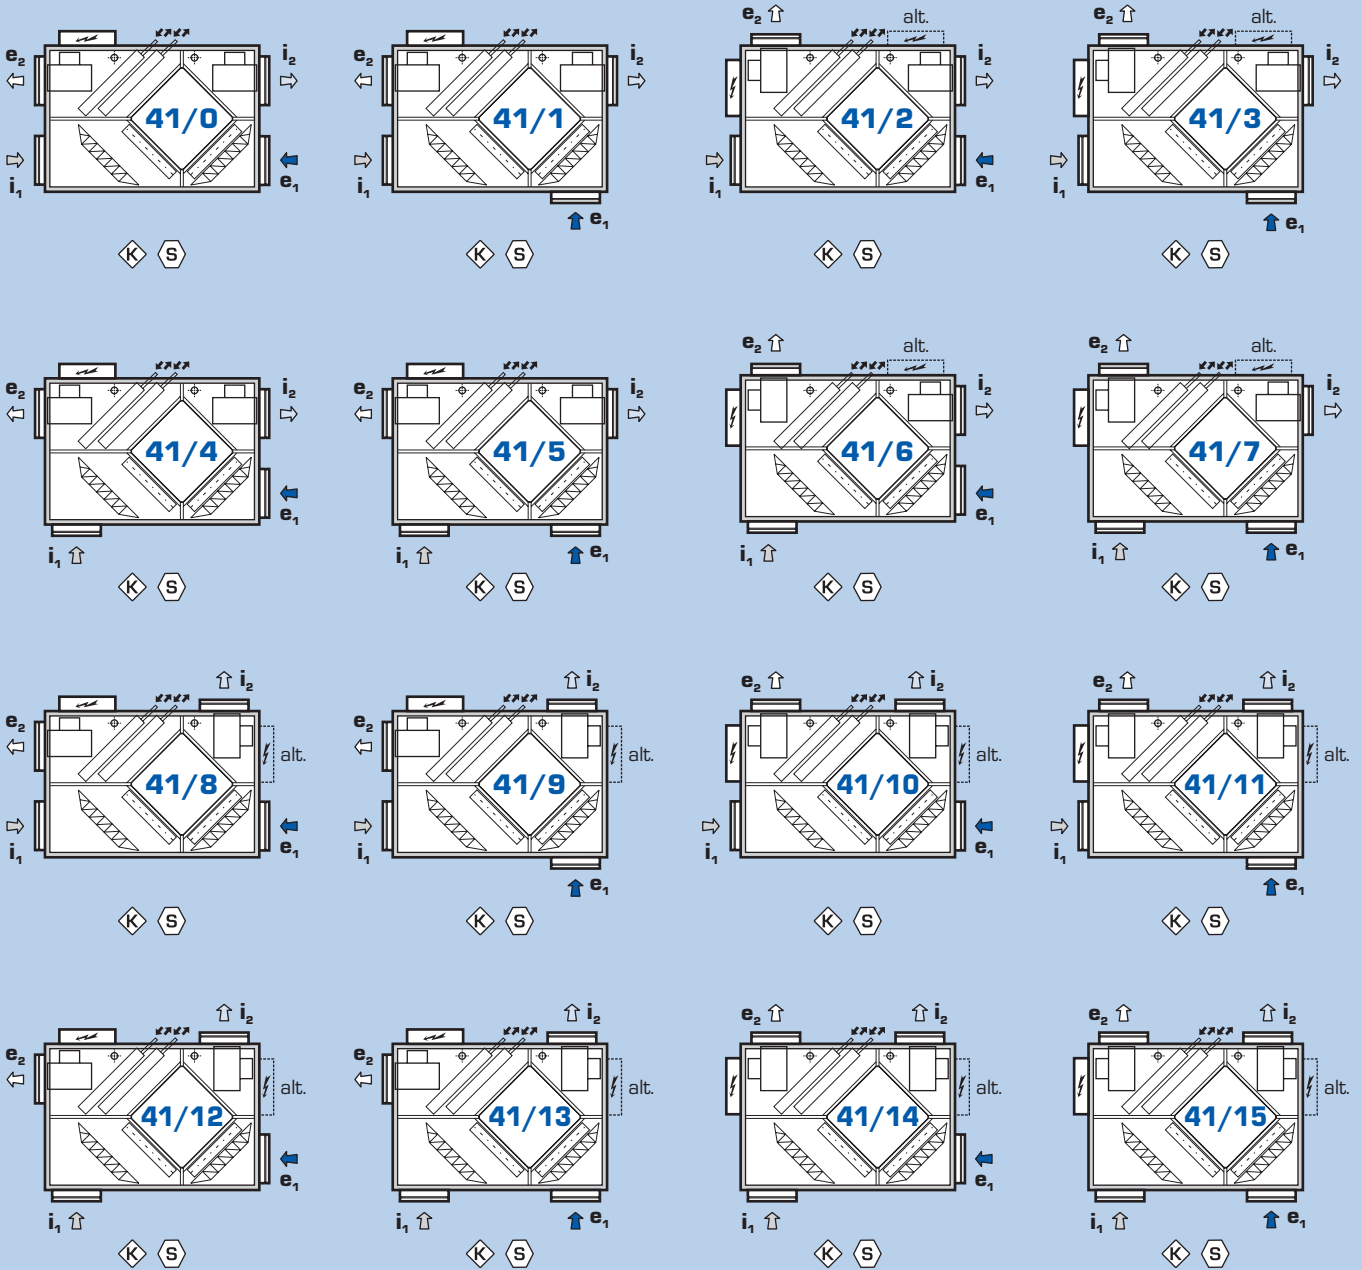 e₂ i₂ 41/0 i₁ e₁ K S
e₂ i₂ 41/1 i₁ e₁ K S
e₂ alt. i₂ 41/2 i₁ e₁ K S
e₂ alt. i₂ 41/3 i₁ e₁ K S
e₂ i₂ 41/4 e₁ i₁ K S
e₂ i₂ 41/5 i₁ e₁ K S
e₂ alt. i₂ 41/6 e₁ i₁ K S
e₂ alt. i₂ 41/7 i₁ e₁ K S
i₂ e₂ alt. 41/8 i₁ e₁ K S
i₂ e₂ alt. 41/9 i₁ e₁ K S
e₂ i₂ alt. 41/10 i₁ e₁ K S
e₂ i₂ alt. 41/11 i₁ e₁ K S
i₂ e₂ alt. 41/12 e₁ i₁ K S
i₂ e₂ alt. 41/13 i₁ e₁ K S
e₂ i₂ alt. 41/14 e₁ i₁ K S
e₂ i₂ alt. 41/15 i₁ e₁ K S